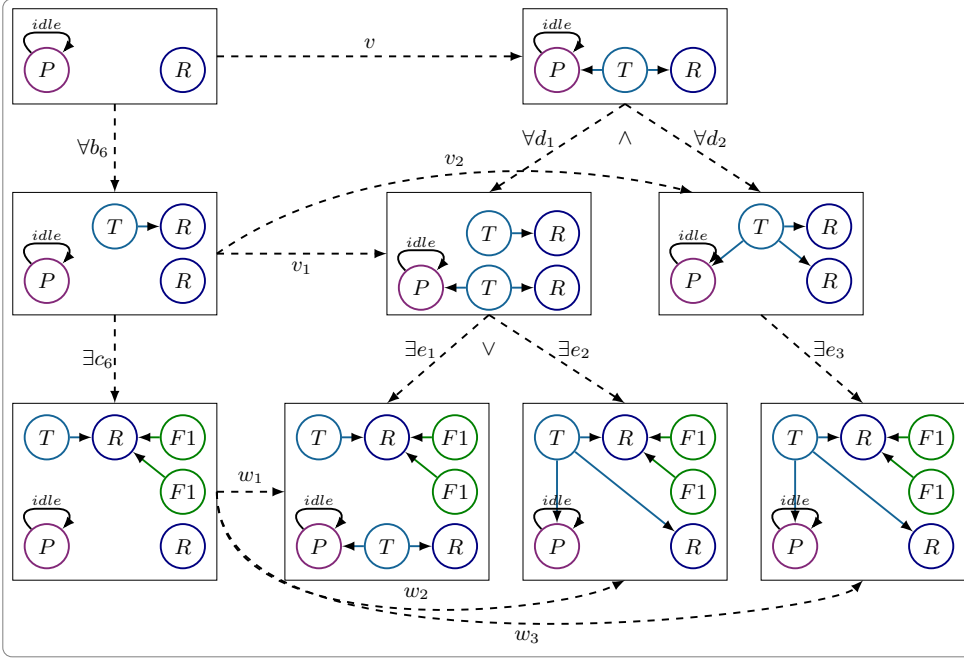 idle v idle
P R P T R
∀b₆ ∀d₁ ∧ ∀d₂
v₂
T R T R T R
idle v₁ idle idle
P R P T R P R
∃c₆ ∃e₁ ∨ ∃e₂ ∃e₃
T R F1 T R F1 T R F1 T R F1
F1 w₁ F1 F1 F1
idle idle idle idle
P R P T R P R P R
w₂
w₃